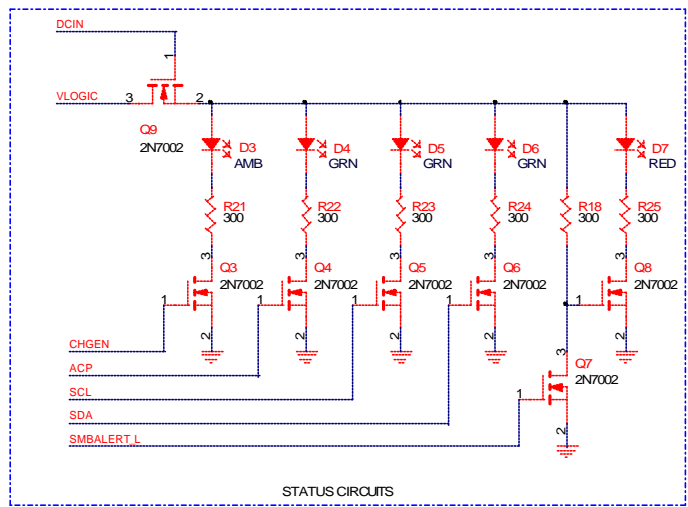 DCIN
1
VLOGIC
3
2
Q9
2N7002
D3
AMB
D4
GRN
D5
GRN
D6
GRN
D7
RED
R21
300
R22
300
R23
300
R24
300
R18
300
R25
300
3
3
3
3
3
Q3
2N7002
Q4
2N7002
Q5
2N7002
Q6
2N7002
Q8
2N7002
1
1
1
1
1
2
2
2
2
2
CHGEN
ACP
SCL
SDA
SMBALERT_L
3
Q7
2N7002
1
2
STATUS CIRCUITS